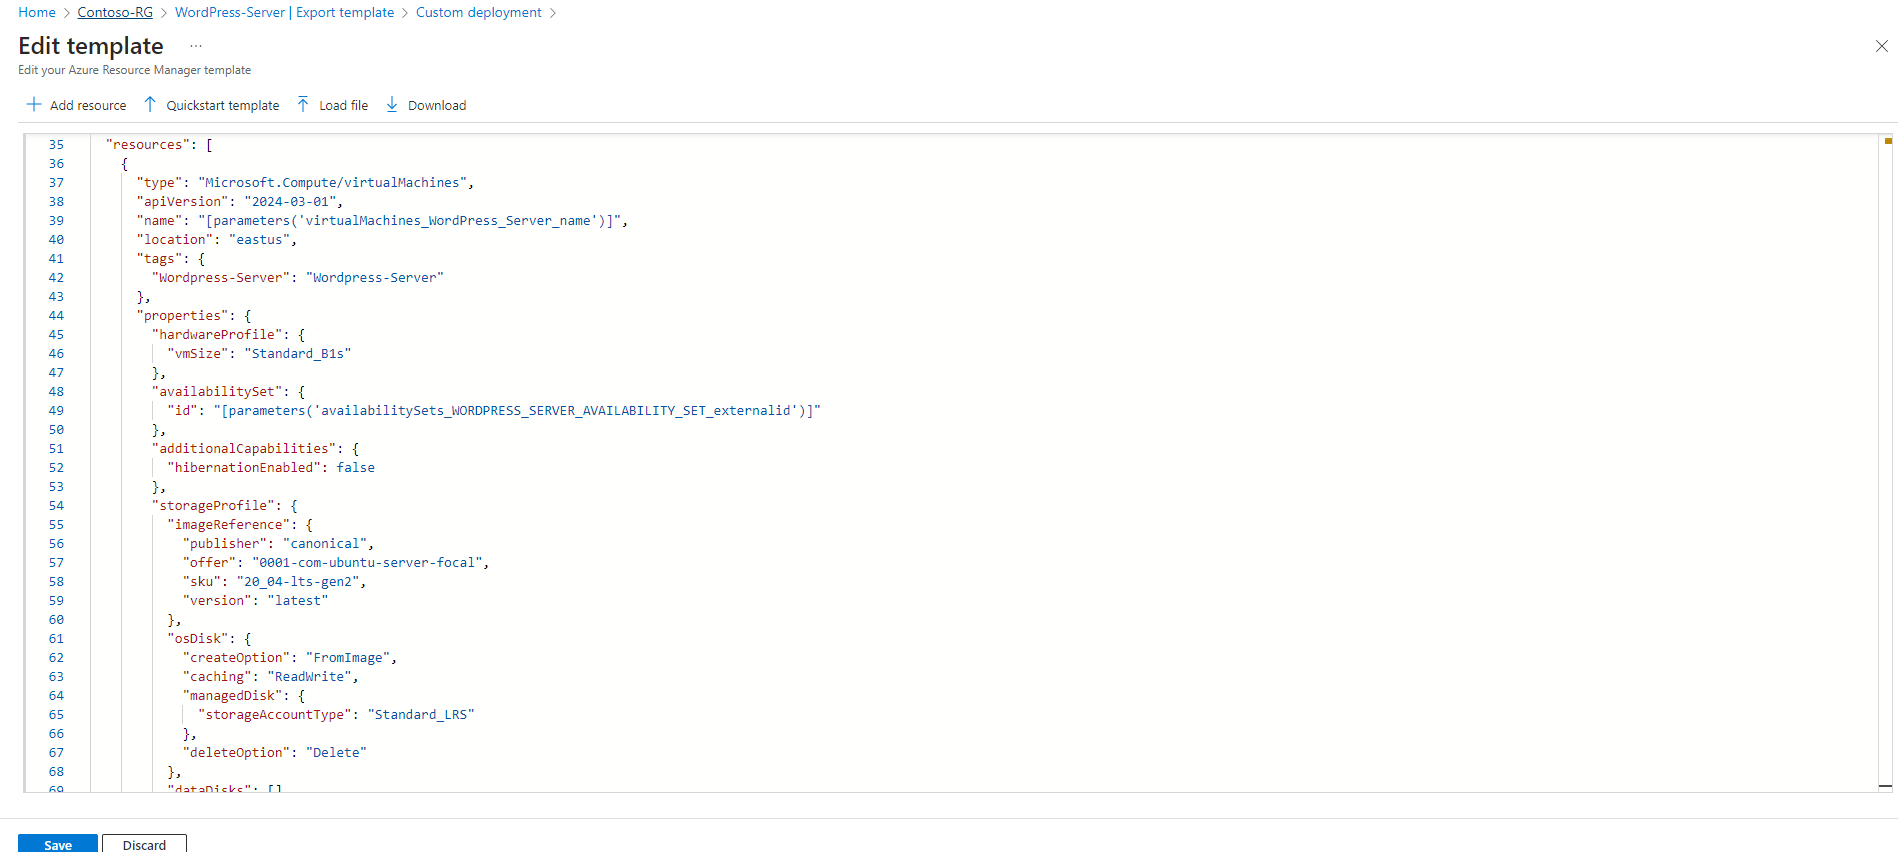 Home > Contoso-RG > WordPress-Server | Export template > Custom deployment >
Edit template ...
Edit your Azure Resource Manager template
Add resource Quickstart template Load file Download
35 "resources": [
36 {
37 "type": "Microsoft.Compute/virtualMachines",
38 "apiVersion": "2024-03-01",
39 "name": "[parameters('virtualMachines_WordPress_Server_name')]",
40 "location": "eastus",
41 "tags": {
42 "Wordpress-Server": "Wordpress-Server"
43 },
44 "properties": {
45 "hardwareProfile": {
46 "vmSize": "Standard_B1s"
47 },
48 "availabilitySet": {
49 "id": "[parameters('availabilitySets_WORDPRESS_SERVER_AVAILABILITY_SET_externalid')]"
50 },
51 "additionalCapabilities": {
52 "hibernationEnabled": false
53 },
54 "storageProfile": {
55 "imageReference": {
56 "publisher": "canonical",
57 "offer": "0001-com-ubuntu-server-focal",
58 "sku": "20_04-lts-gen2",
59 "version": "latest"
60 },
61 "osDisk": {
62 "createOption": "FromImage",
63 "caching": "ReadWrite",
64 "managedDisk": {
65 "storageAccountType": "Standard_LRS"
66 },
67 "deleteOption": "Delete"
68 },
69 "dataDisks": []
Save Discard